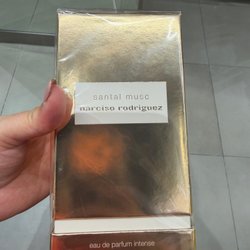 santal musc
narciso rodriguez
eau de parfum intense